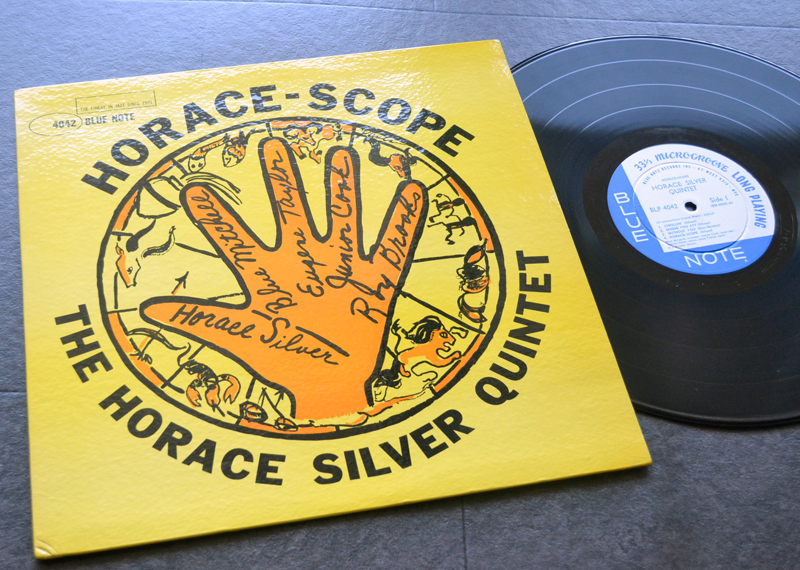 THE FINEST IN JAZZ SINCE 1939
4042 BLUE NOTE
HORACE-SCOPE
Blue Mitchell
Eugene Taylor
Junior Cook
Roy Brooks
Horace Silver
THE HORACE SILVER QUINTET
33⅓ MICROGROOVE LONG PLAYING
HORACE SILVER
QUINTET
BLP 4042
Side 1
BLUE
NOTE